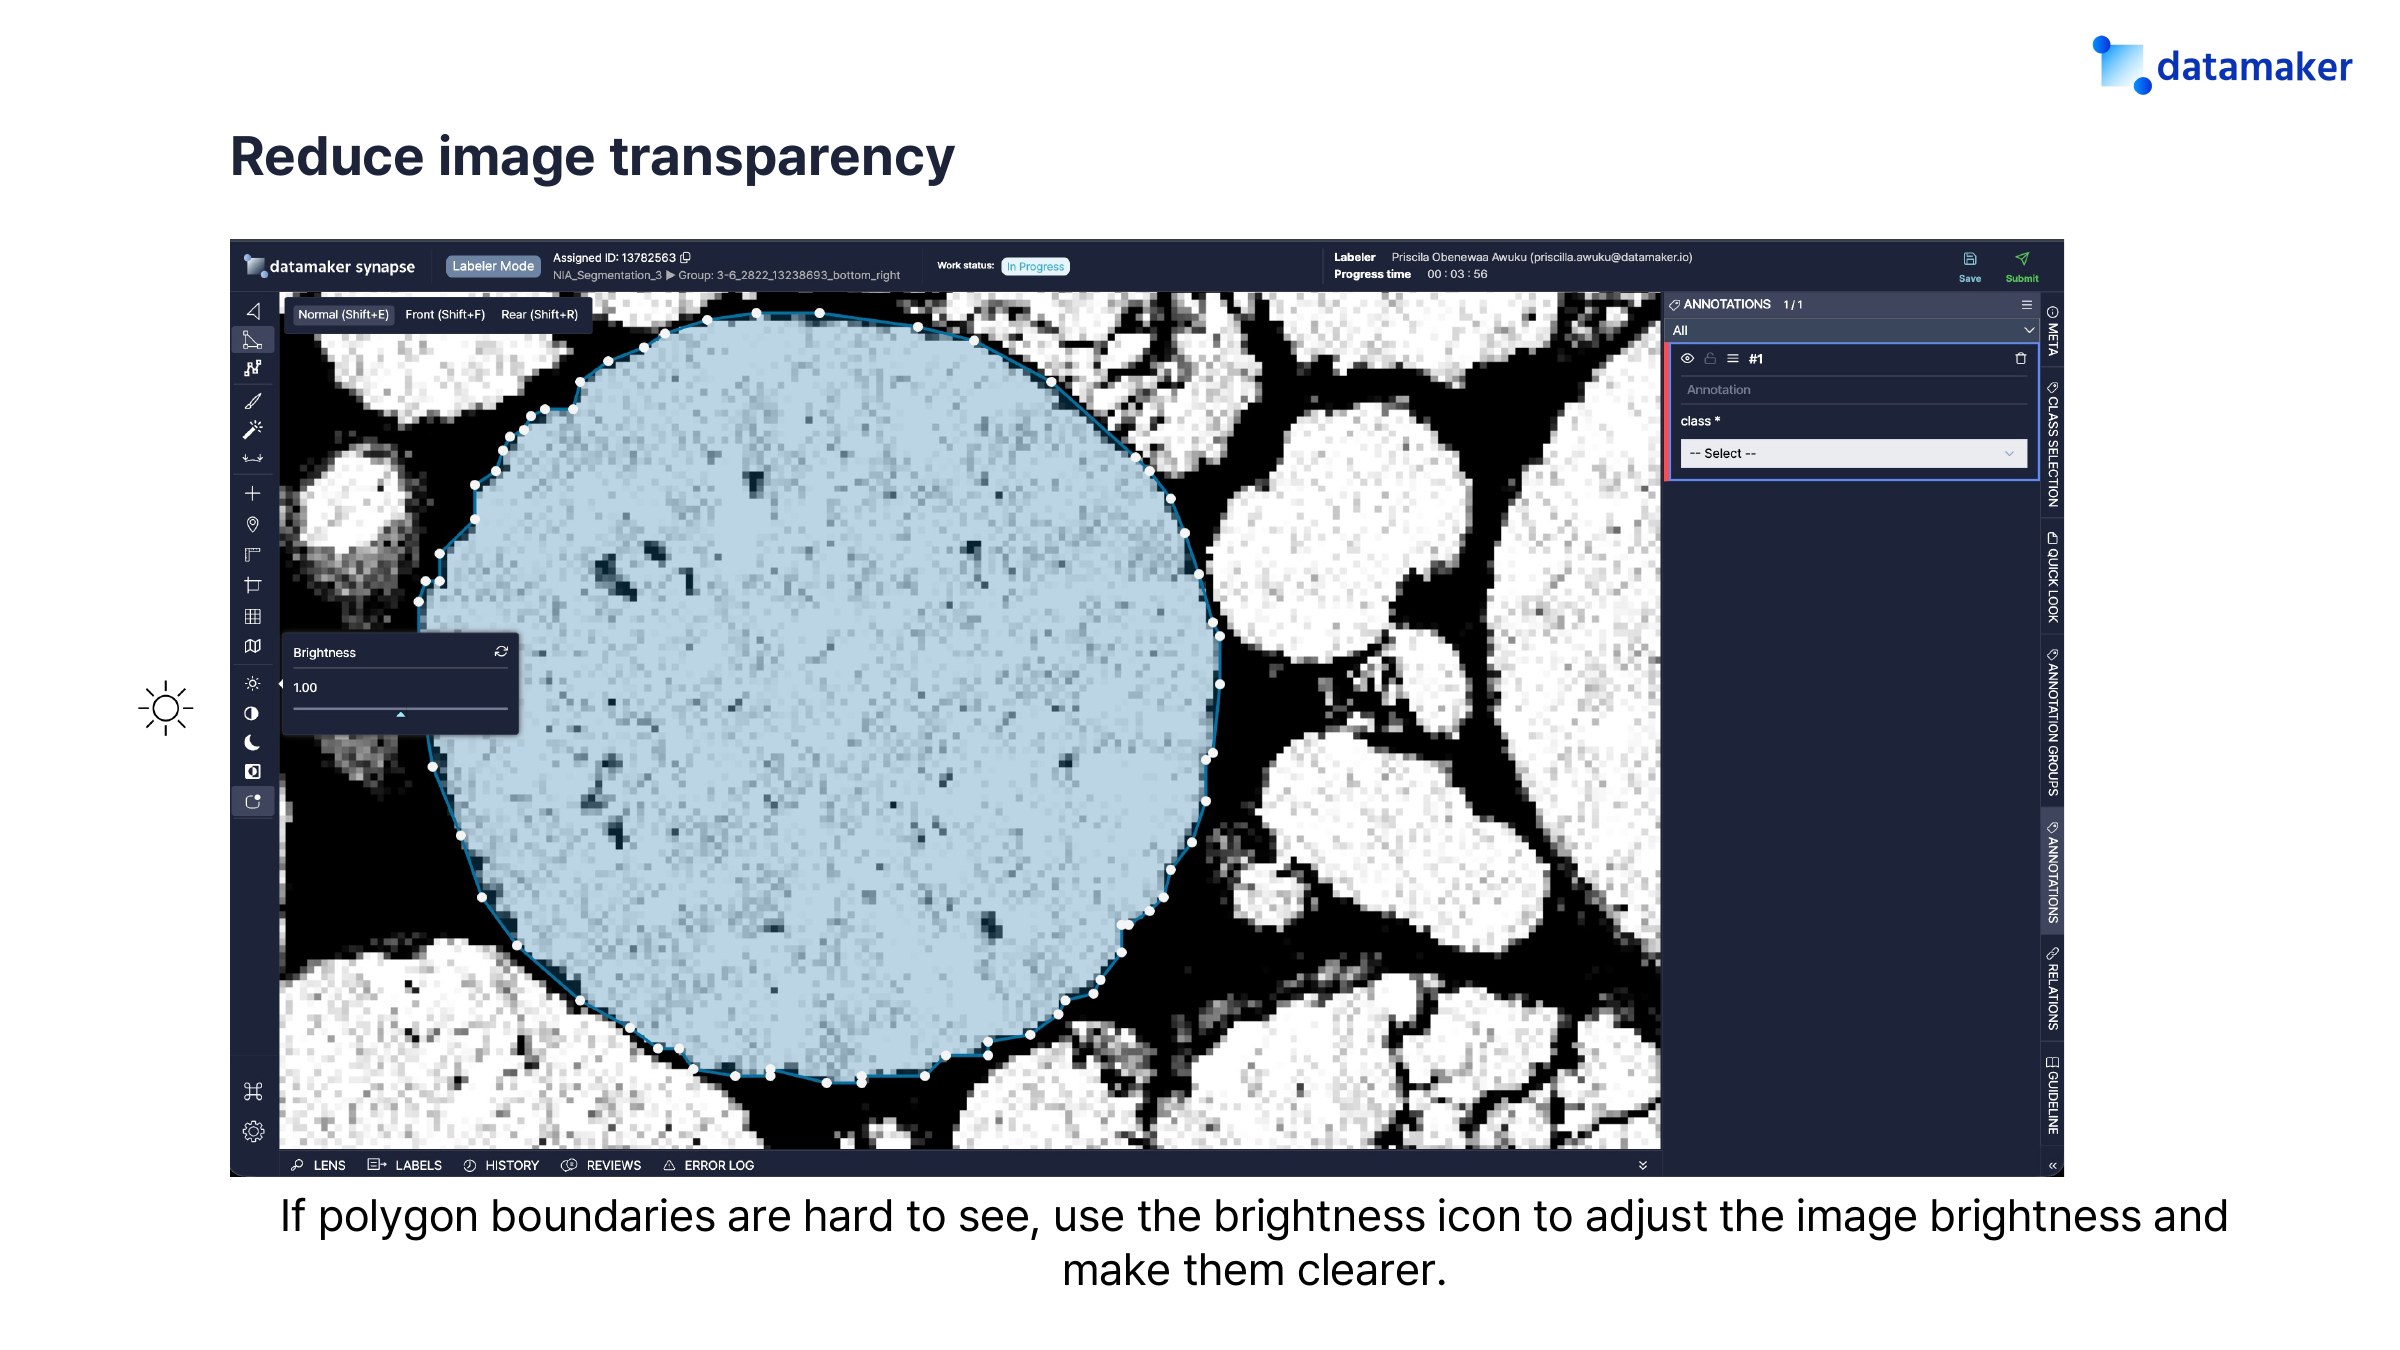 datamaker
Reduce image transparency
datamaker synapse
Labeler Mode
Assigned ID: 13782563
NIA_Segmentation_3 ▶ Group: 3-6_2822_13238693_bottom_right
Work status: In Progress
Labeler Priscila Obenewaa Awuku (priscilla.awuku@datamaker.io)
Progress time 00 : 03 : 56
Save
Submit
Normal (Shift+E) Front (Shift+F) Rear (Shift+R)
ANNOTATIONS 1 / 1
All
#1
Annotation
class *
-- Select --
Brightness
1.00
META
CLASS SELECTION
QUICK LOOK
ANNOTATION GROUPS
ANNOTATIONS
RELATIONS
GUIDELINE
LENS LABELS HISTORY REVIEWS ERROR LOG
If polygon boundaries are hard to see, use the brightness icon to adjust the image brightness and
make them clearer.